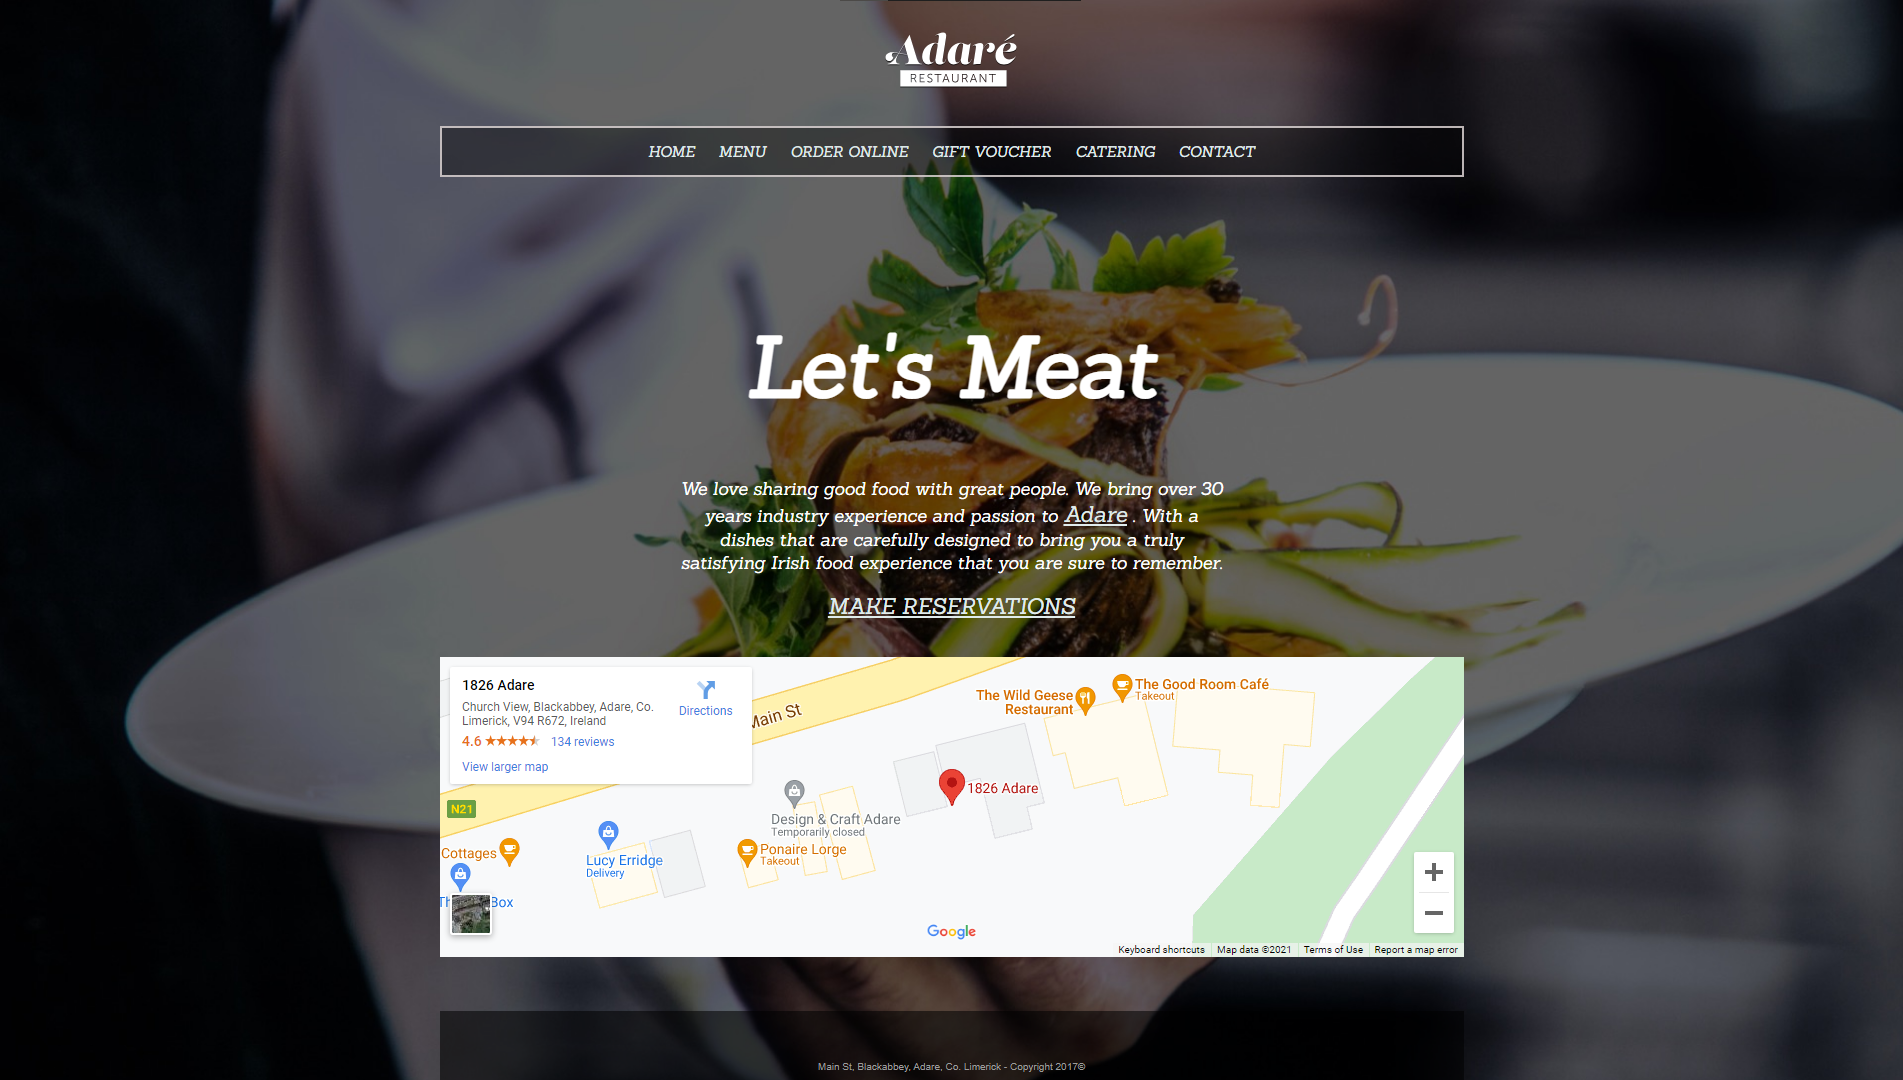 Adaré
RESTAURANT
HOME MENU ORDER ONLINE GIFT VOUCHER CATERING CONTACT
Let's Meat
We love sharing good food with great people. We bring over 30
years industry experience and passion to Adare . With a
dishes that are carefully designed to bring you a truly
satisfying Irish food experience that you are sure to remember.
MAKE RESERVATIONS
1826 Adare
Church View, Blackabbey, Adare, Co.
Limerick, V94 R672, Ireland
4.6 134 reviews
View larger map
Directions
Main St
The Wild Geese
Restaurant
The Good Room Café
Takeout
1826 Adare
N21
Design & Craft Adare
Temporarily closed
Cottages
Lucy Erridge
Delivery
Ponaire Lorge
Takeout
Box
Google
Keyboard shortcuts Map data ©2021 Terms of Use Report a map error
Main St, Blackabbey, Adare, Co. Limerick - Copyright 2017©